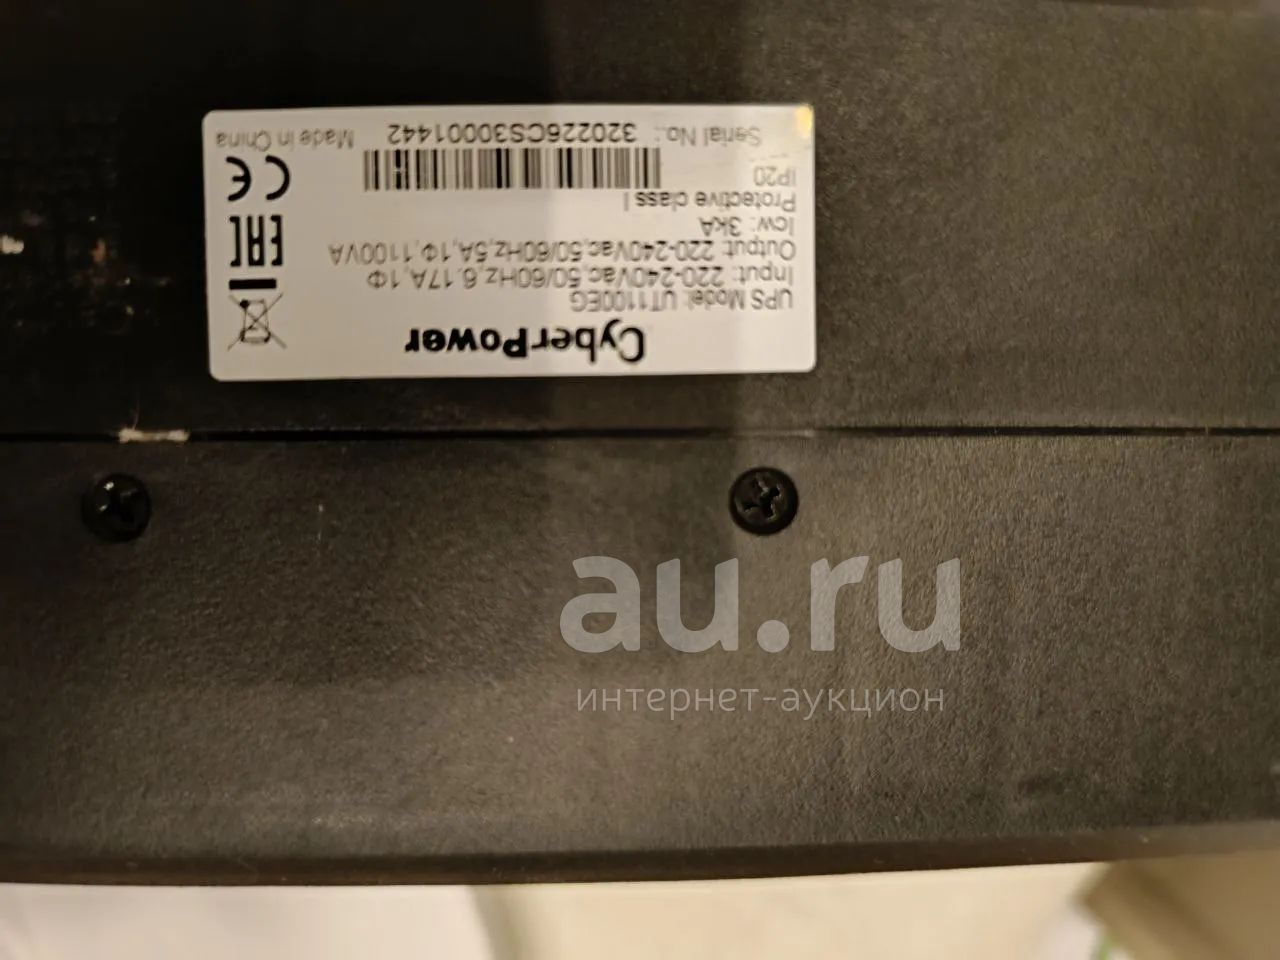 CyberPower
UPS Model: UT1100EG
Input: 220-240Vac,50/60Hz,6.17A,1Φ
Output: 220-240Vac,50/60Hz,5A,1Φ,1100VA
Icw: 3kA
Protective class I
IP20
Serial No.: 320226CS30001442
Made in China
EAC
CE
au.ru
интернет-аукцион